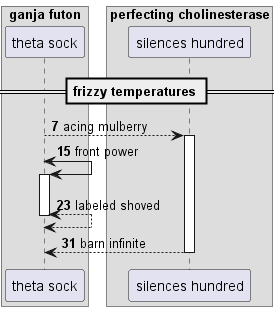 ganja futon
perfecting cholinesterase
theta sock
silences hundred
frizzy temperatures
7 acing mulberry
15 front power
23 labeled shoved
31 barn infinite
theta sock
silences hundred